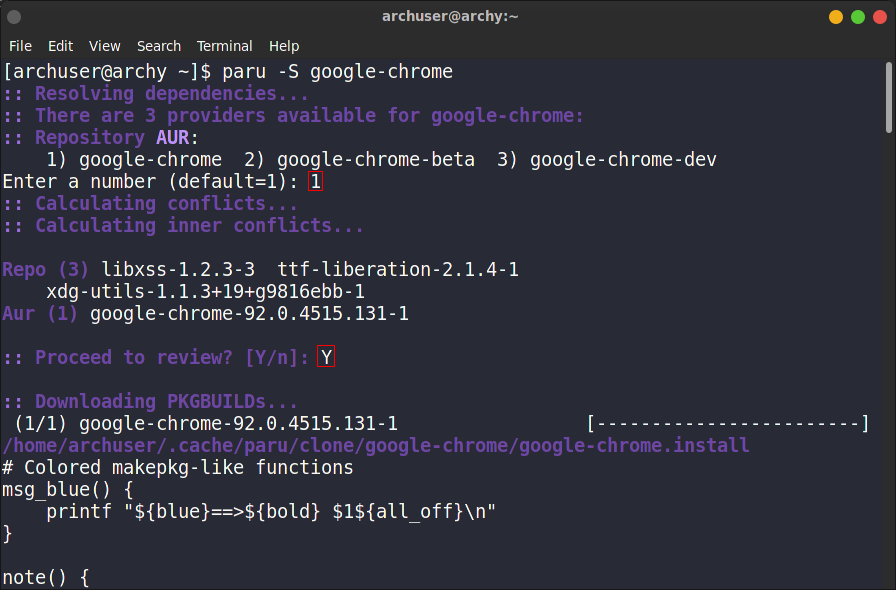 archuser@archy:~
File Edit View Search Terminal Help
[archuser@archy ~]$ paru -S google-chrome
:: Resolving dependencies...
:: There are 3 providers available for google-chrome:
:: Repository AUR:
    1) google-chrome  2) google-chrome-beta  3) google-chrome-dev
Enter a number (default=1): 1
:: Calculating conflicts...
:: Calculating inner conflicts...
Repo (3) libxss-1.2.3-3  ttf-liberation-2.1.4-1
    xdg-utils-1.1.3+19+g9816ebb-1
Aur (1) google-chrome-92.0.4515.131-1
:: Proceed to review? [Y/n]: Y
:: Downloading PKGBUILDs...
 (1/1) google-chrome-92.0.4515.131-1                 [------------------------]
/home/archuser/.cache/paru/clone/google-chrome/google-chrome.install
# Colored makepkg-like functions
msg_blue() {
    printf "${blue}==>${bold} $1${all_off}\n"
}
note() {